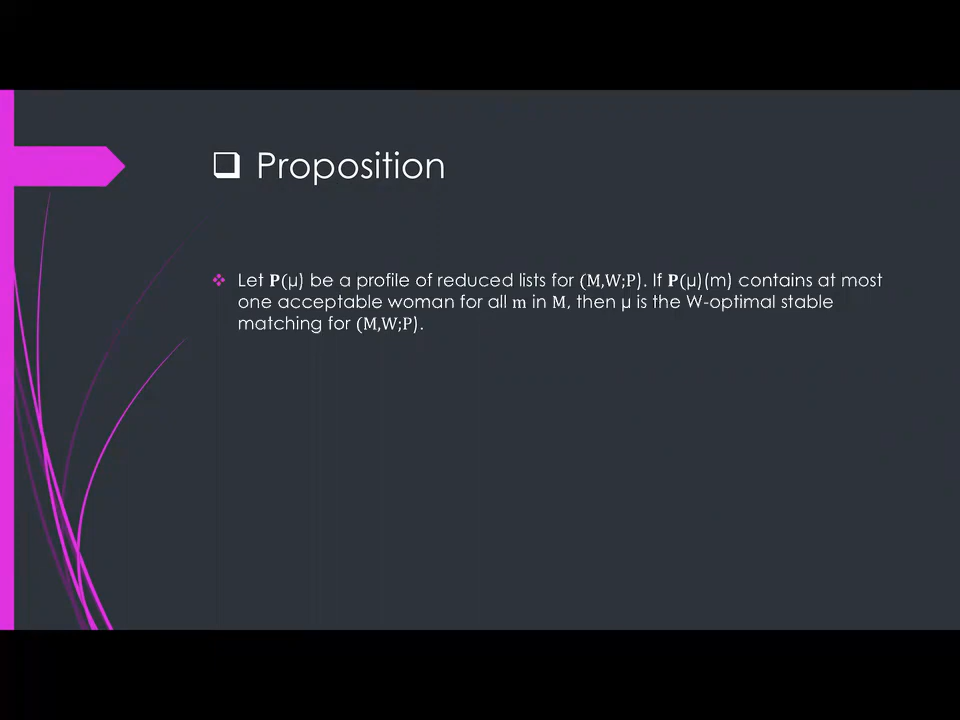 Proposition
Let P(µ) be a profile of reduced lists for (M,W;P). If P(µ)(m) contains at most
one acceptable woman for all m in M, then µ is the W-optimal stable
matching for (M,W;P).